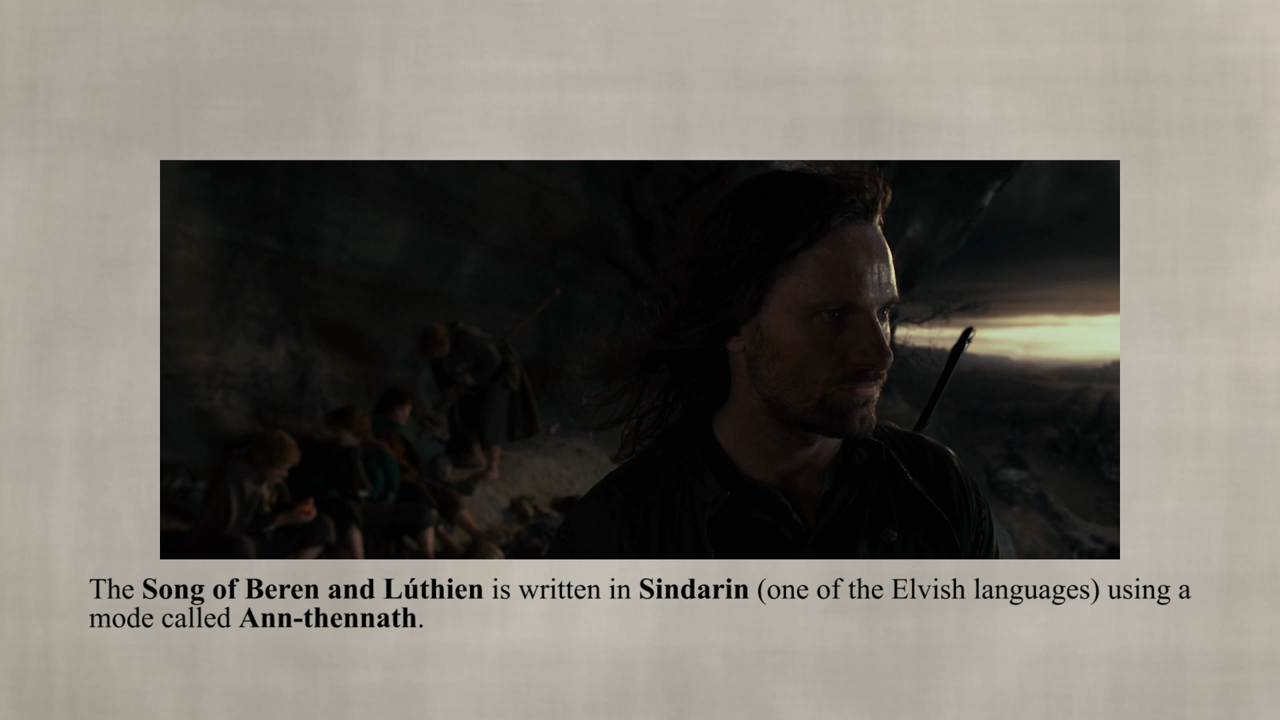 The Song of Beren and Lúthien is written in Sindarin (one of the Elvish languages) using a
mode called Ann-thennath.